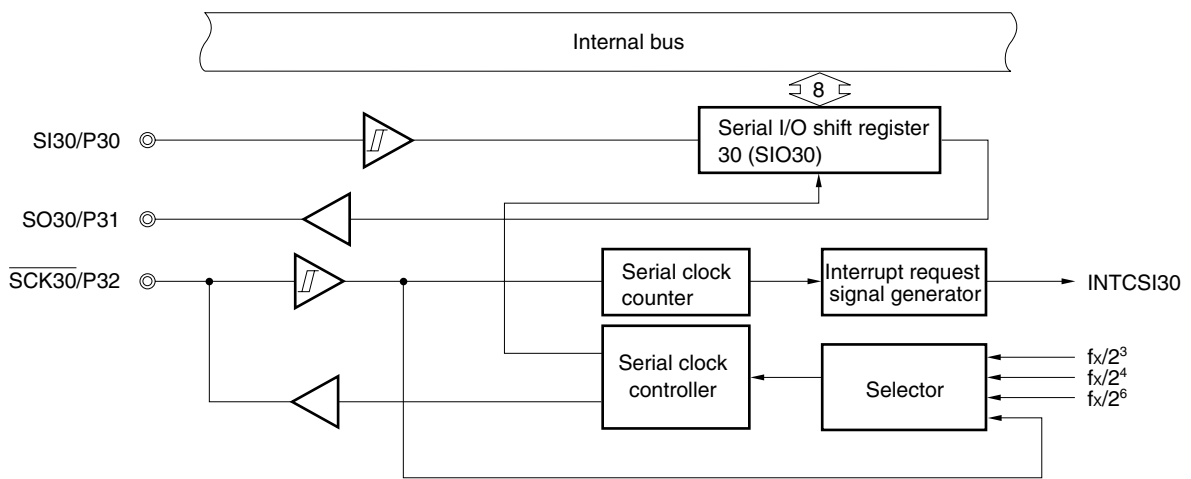 Internal bus
8
SI30/P30
Serial I/O shift register
30 (SIO30)
SO30/P31
SCK30/P32
Serial clock
counter
Interrupt request
signal generator
INTCSI30
Serial clock
controller
Selector
fx/2³
fx/2⁴
fx/2⁶